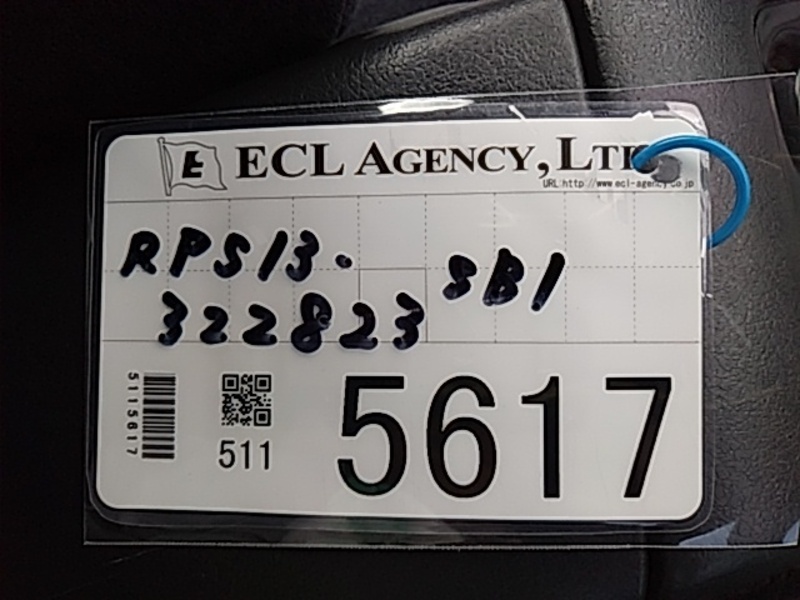 E ECL AGENCY, LTD
URL:http://www.ecl-agency.co.jp
RPS13・
322823
SB1
5115617
511
5617